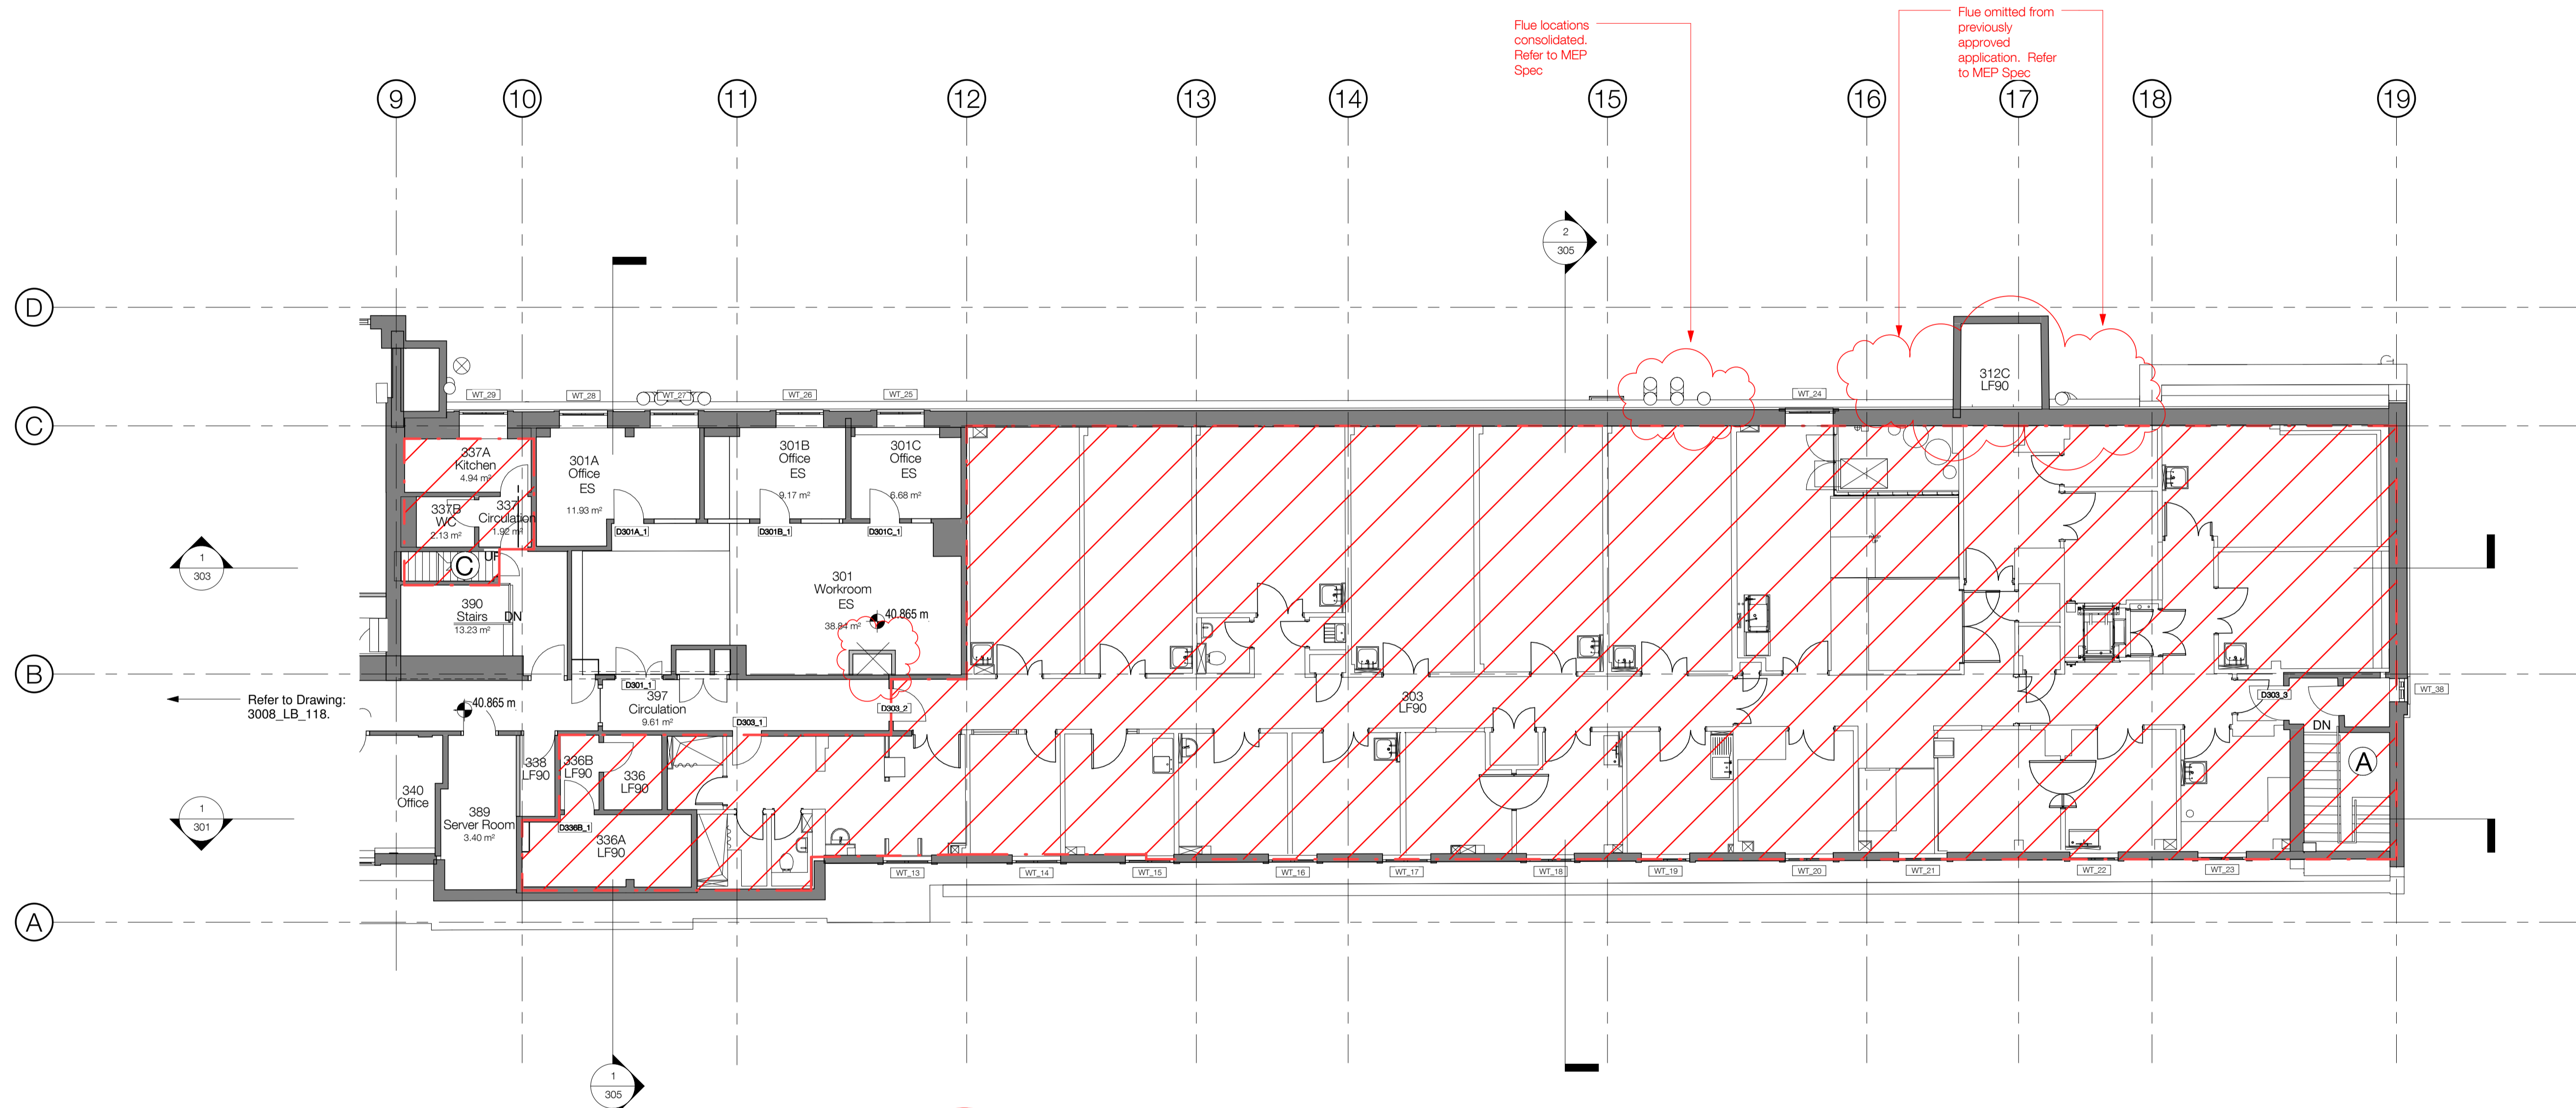 Flue locations
consolidated.
Refer to MEP
Spec
Flue omitted from
previously
approved
application. Refer
to MEP Spec
9
10
11
12
13
14
15
16
17
18
19
2
305
D
C
B
A
312C
LF90
WT_29
WT_28
WT_27
WT_26
WT_25
WT_24
337A
Kitchen
4.94 m²
301A
Office
ES
11.93 m²
301B
Office
ES
9.17 m²
301C
Office
ES
6.68 m²
337B
WC
2.13 m²
337
Circulation
1.92 m²
D301A_1
D301B_1
D301C_1
UP
C
1
303
301
Workroom
ES
38.84 m²
40.865 m
390
Stairs
13.23 m²
DN
Refer to Drawing:
3008_LB_118.
40.865 m
D301_1
397
Circulation
9.61 m²
D303_1
D303_2
303
LF90
D303_3
WT_38
DN
A
338
LF90
336B
LF90
336
LF90
340
Office
389
Server Room
3.40 m²
D336B_1
336A
LF90
1
301
WT_13
WT_14
WT_15
WT_16
WT_17
WT_18
WT_19
WT_20
WT_21
WT_22
WT_23
1
305